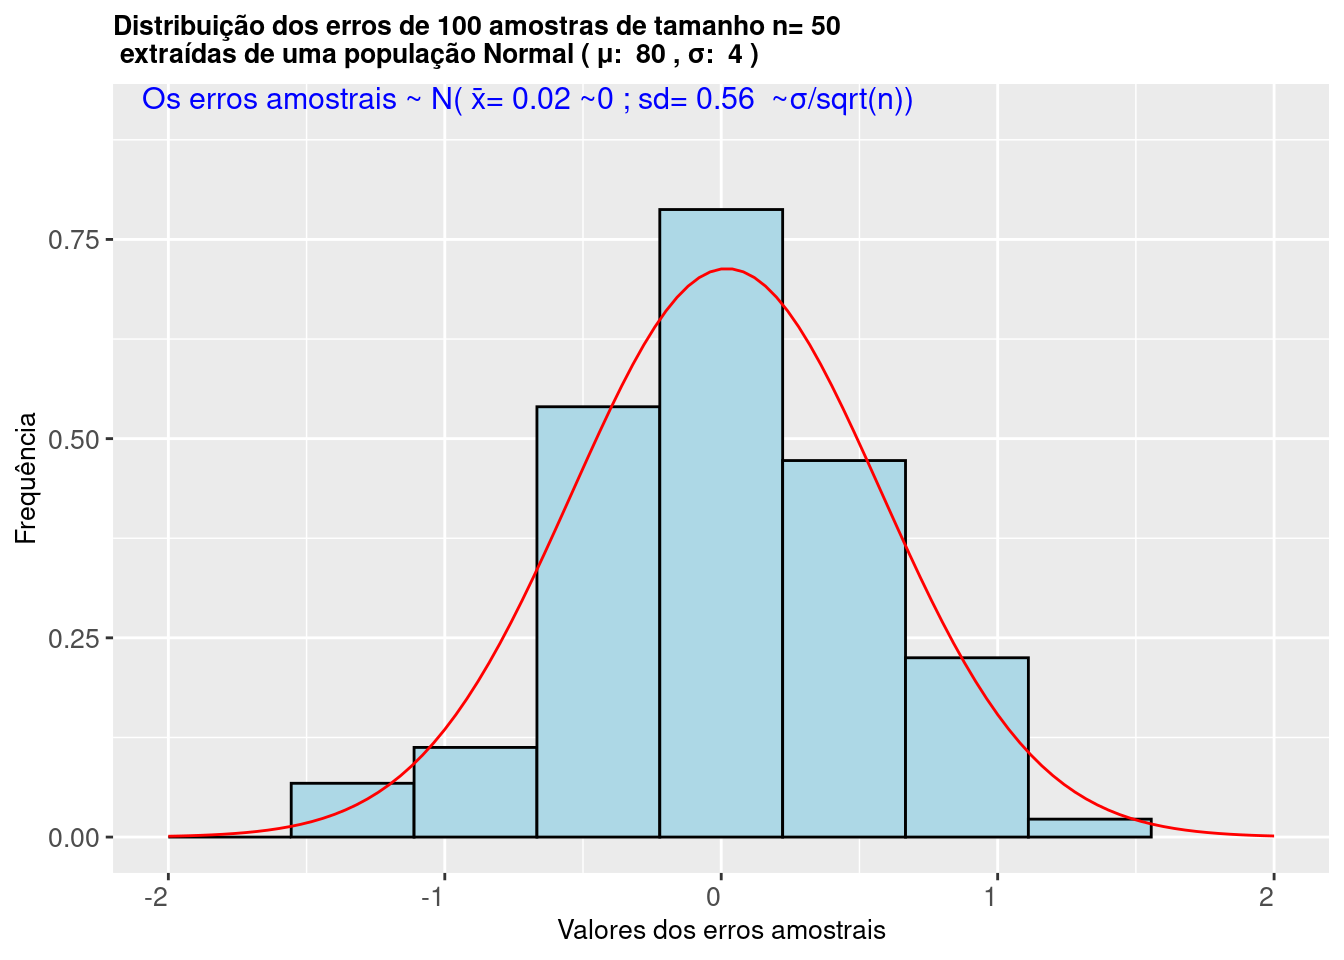 Distribuição dos erros de 100 amostras de tamanho n= 50
extraídas de uma população Normal ( μ:  80 , σ:  4 )
Os erros amostrais ~ N( x̄= 0.02 ~0 ; sd= 0.56  ~σ/sqrt(n))
Frequência
0.75
0.50
0.25
0.00
-2 -1 0 1 2
Valores dos erros amostrais